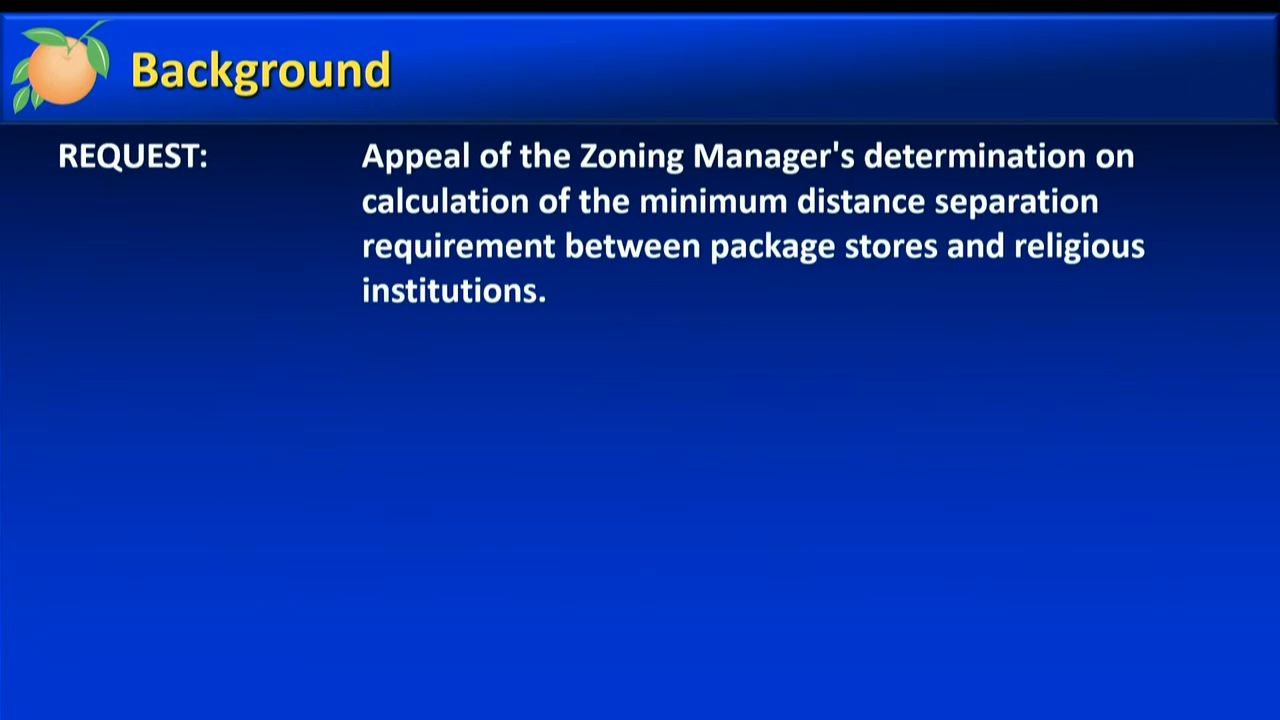 Background
REQUEST: Appeal of the Zoning Manager's determination on
calculation of the minimum distance separation
requirement between package stores and religious
institutions.